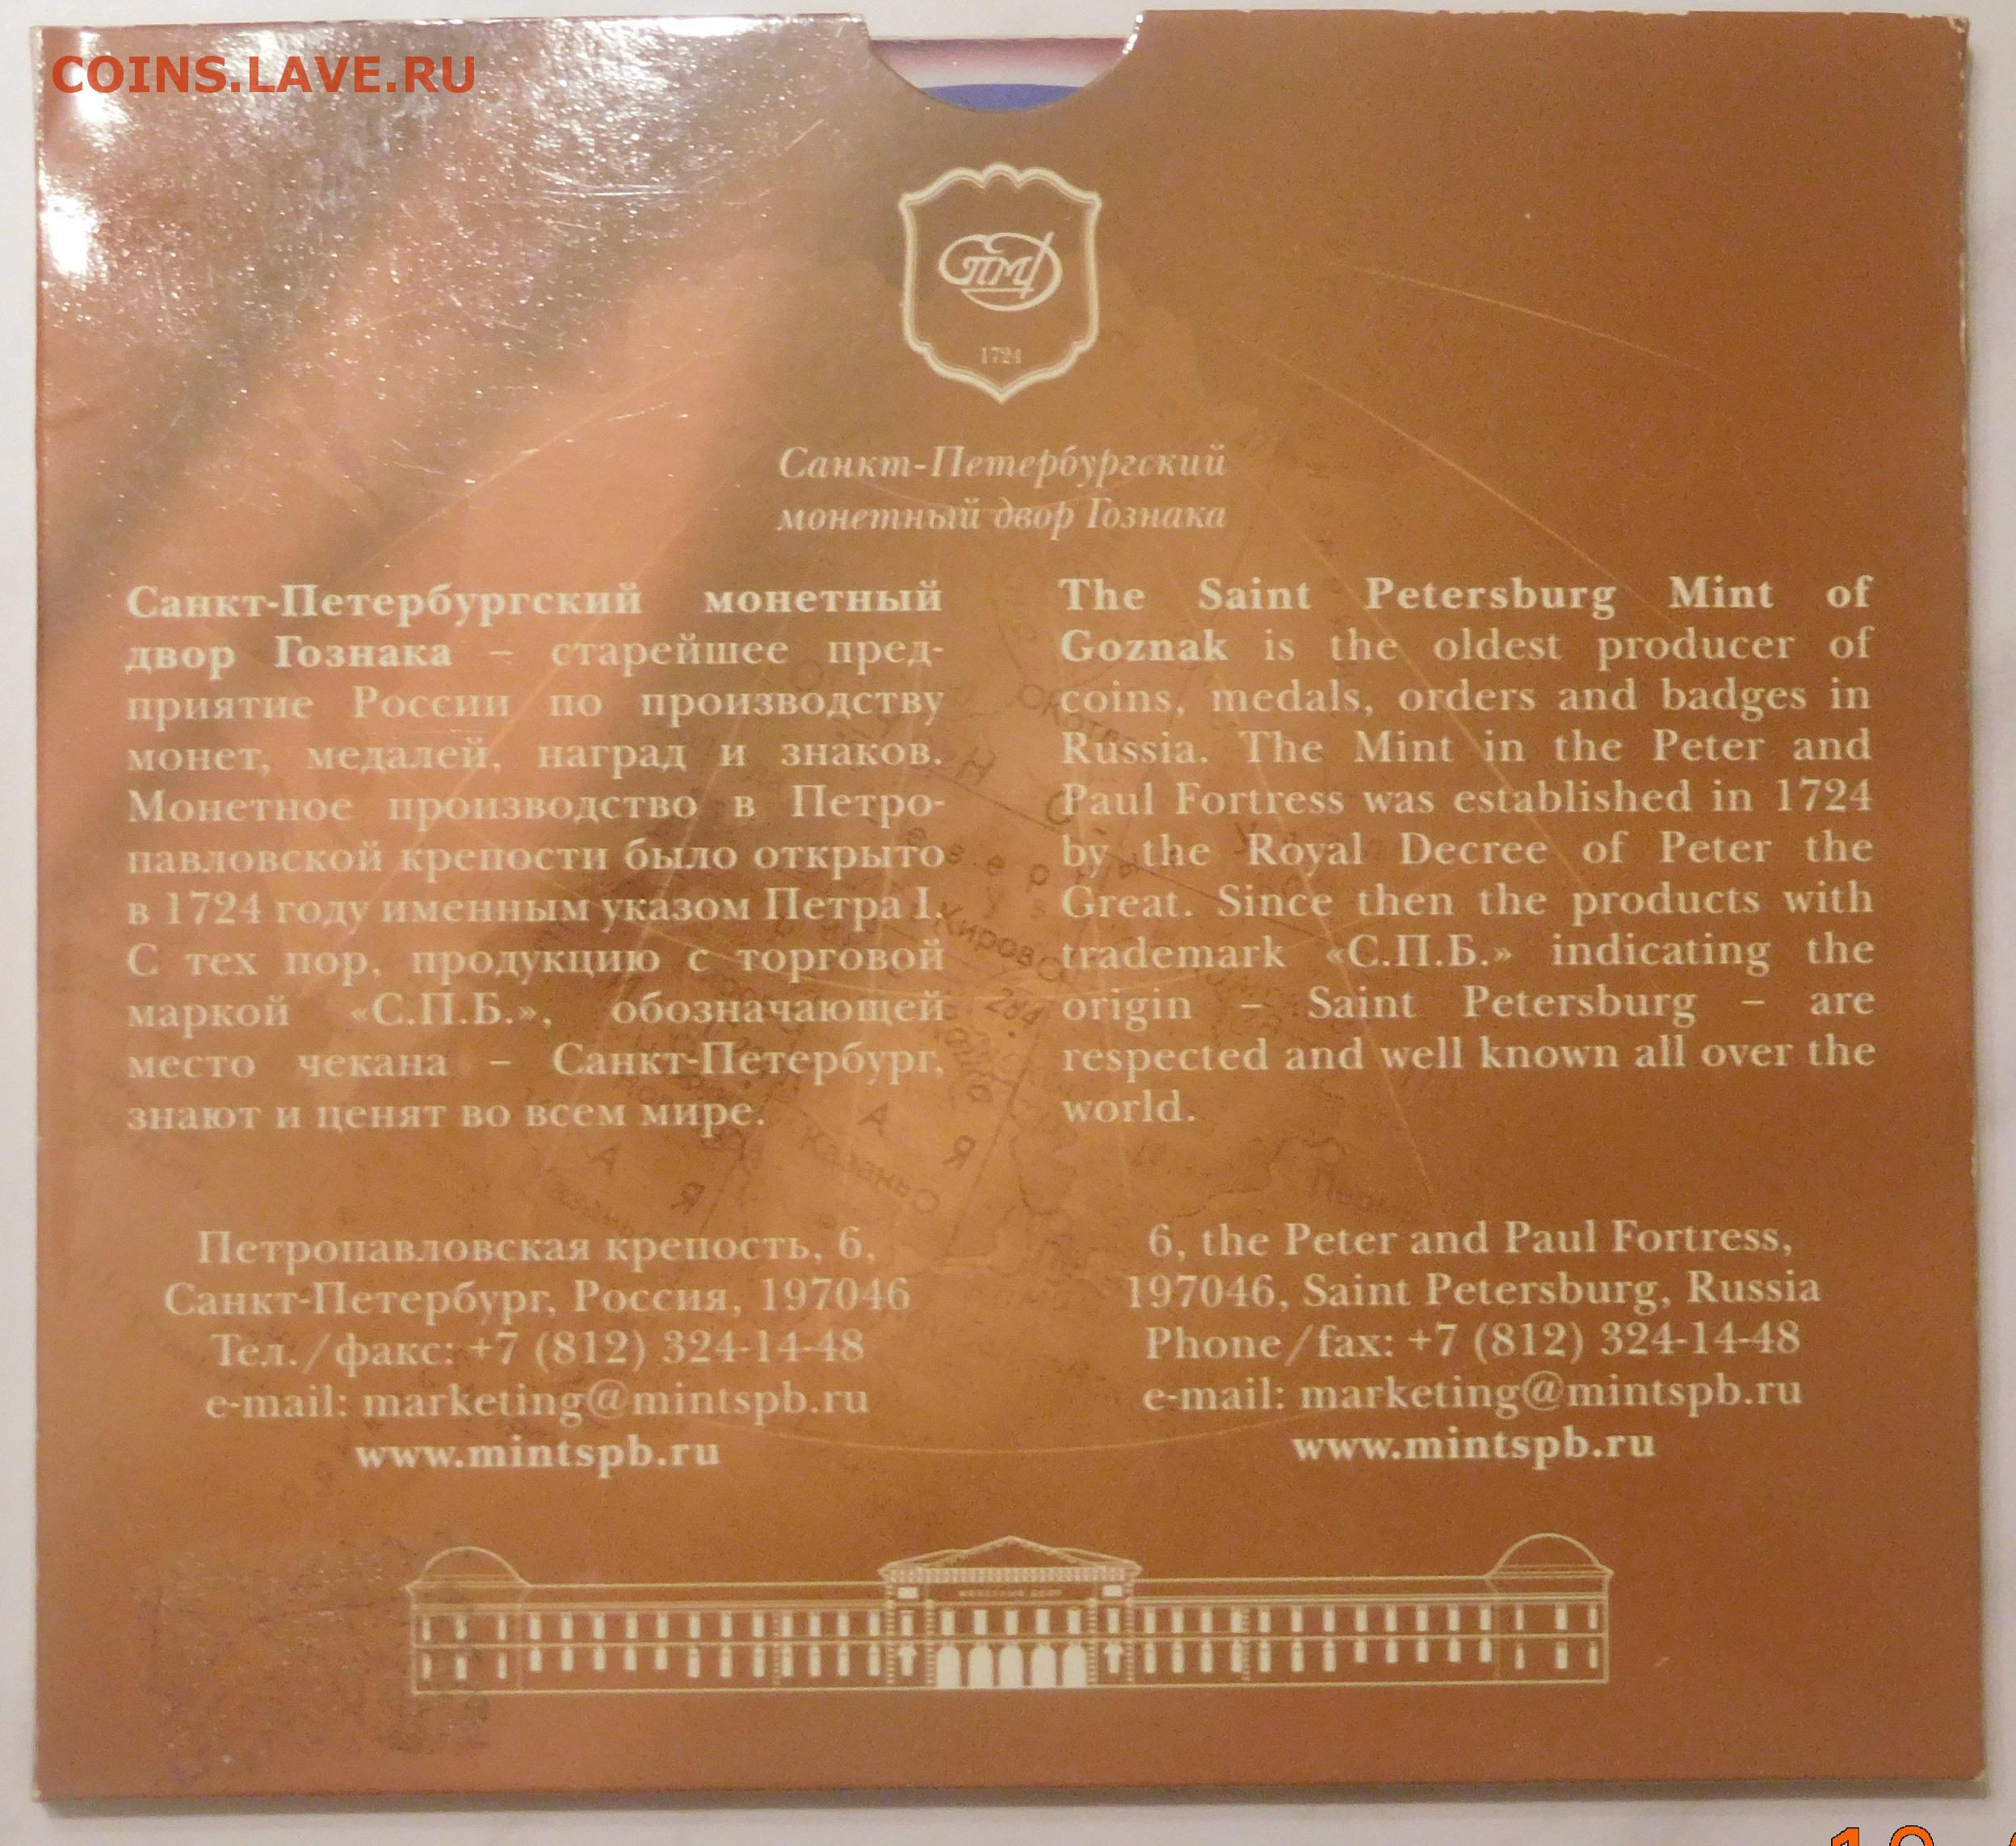 COINS.LAVE.RU
СПМД
1724
Санкт-Петербургский
монетный двор Гознака
Санкт-Петербургский монетный
двор Гознака – старейшее пред-
приятие России по производству
монет, медалей, наград и знаков.
Монетное производство в Петро-
павловской крепости было открыто
в 1724 году именным указом Петра I.
С тех пор, продукцию с торговой
маркой «С.П.Б.», обозначающей
место чекана – Санкт-Петербург,
знают и ценят во всем мире.
The Saint Petersburg Mint of
Goznak is the oldest producer of
coins, medals, orders and badges in
Russia. The Mint in the Peter and
Paul Fortress was established in 1724
by the Royal Decree of Peter the
Great. Since then the products with
trademark «С.П.Б.» indicating the
origin – Saint Petersburg – are
respected and well known all over the
world.
Петропавловская крепость, 6,
Санкт-Петербург, Россия, 197046
Тел./факс: +7 (812) 324-14-48
e-mail: marketing@mintspb.ru
www.mintspb.ru
6, the Peter and Paul Fortress,
197046, Saint Petersburg, Russia
Phone/fax: +7 (812) 324-14-48
e-mail: marketing@mintspb.ru
www.mintspb.ru